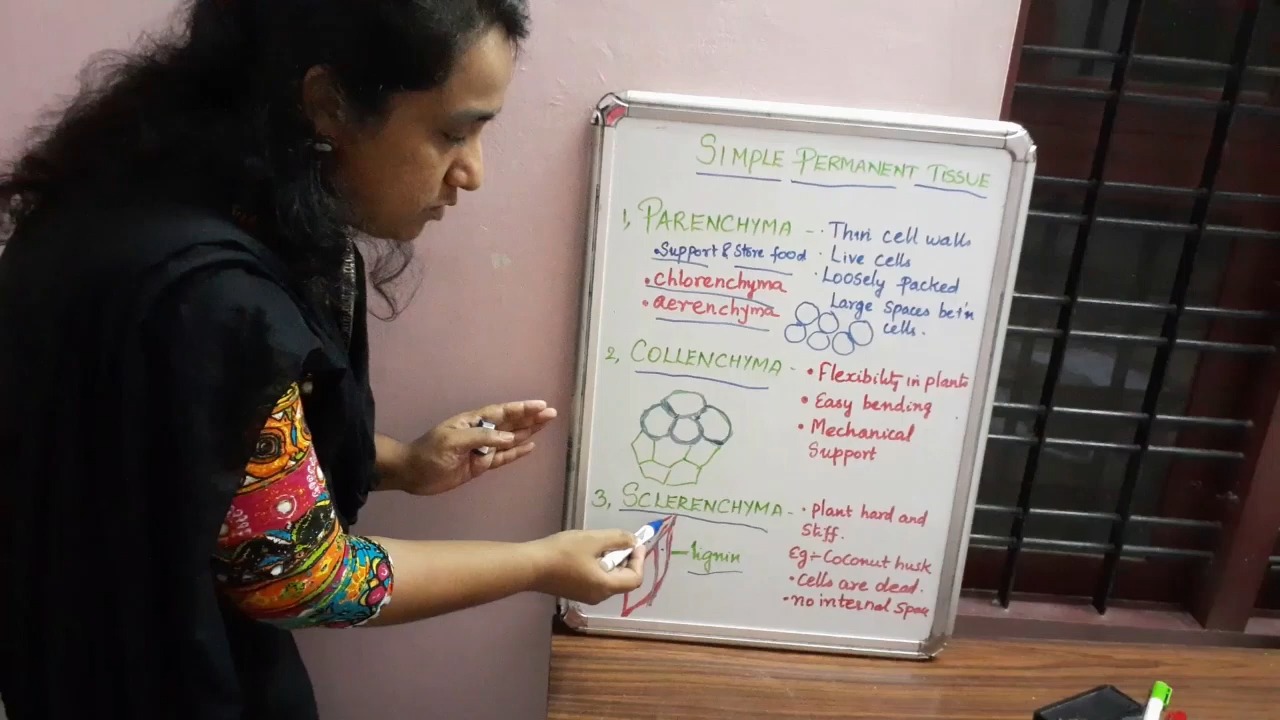 SIMPLE PERMANENT TISSUE
1, PARENCHYMA - • Thin cell walls
• Support & Store food
• Live cells
• chlorenchyma
• Loosely packed
• aerenchyma
Large spaces bet'n
cells.
2, COLLENCHYMA - • Flexibility in plants
• Easy bending
• Mechanical
Support
3, SCLERENCHYMA - • Plant hard and
Stiff.
lignin
Eg:- Coconut husk
• Cells are dead.
• no internal space